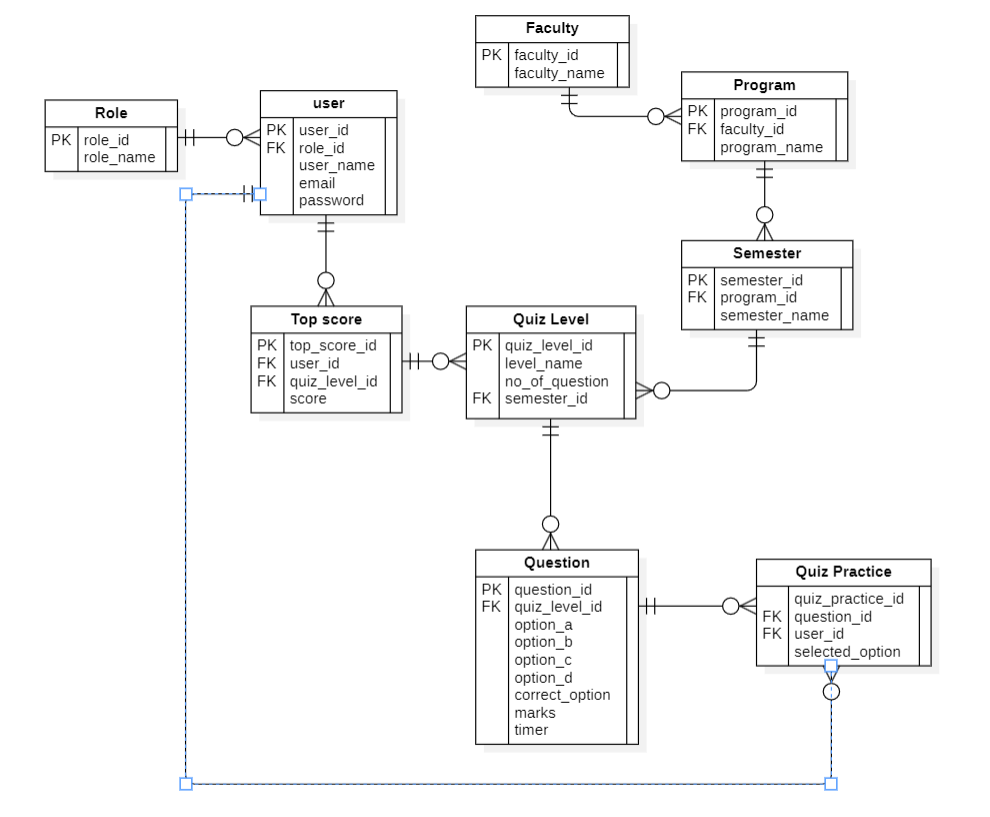 Faculty
PK faculty_id
faculty_name
Program
PK program_id
FK faculty_id
program_name
Role
PK role_id
role_name
user
PK user_id
FK role_id
user_name
email
password
Semester
PK semester_id
FK program_id
semester_name
Top score
PK top_score_id
FK user_id
FK quiz_level_id
score
Quiz Level
PK quiz_level_id
level_name
no_of_question
FK semester_id
Question
PK question_id
FK quiz_level_id
option_a
option_b
option_c
option_d
correct_option
marks
timer
Quiz Practice
quiz_practice_id
FK question_id
FK user_id
selected_option